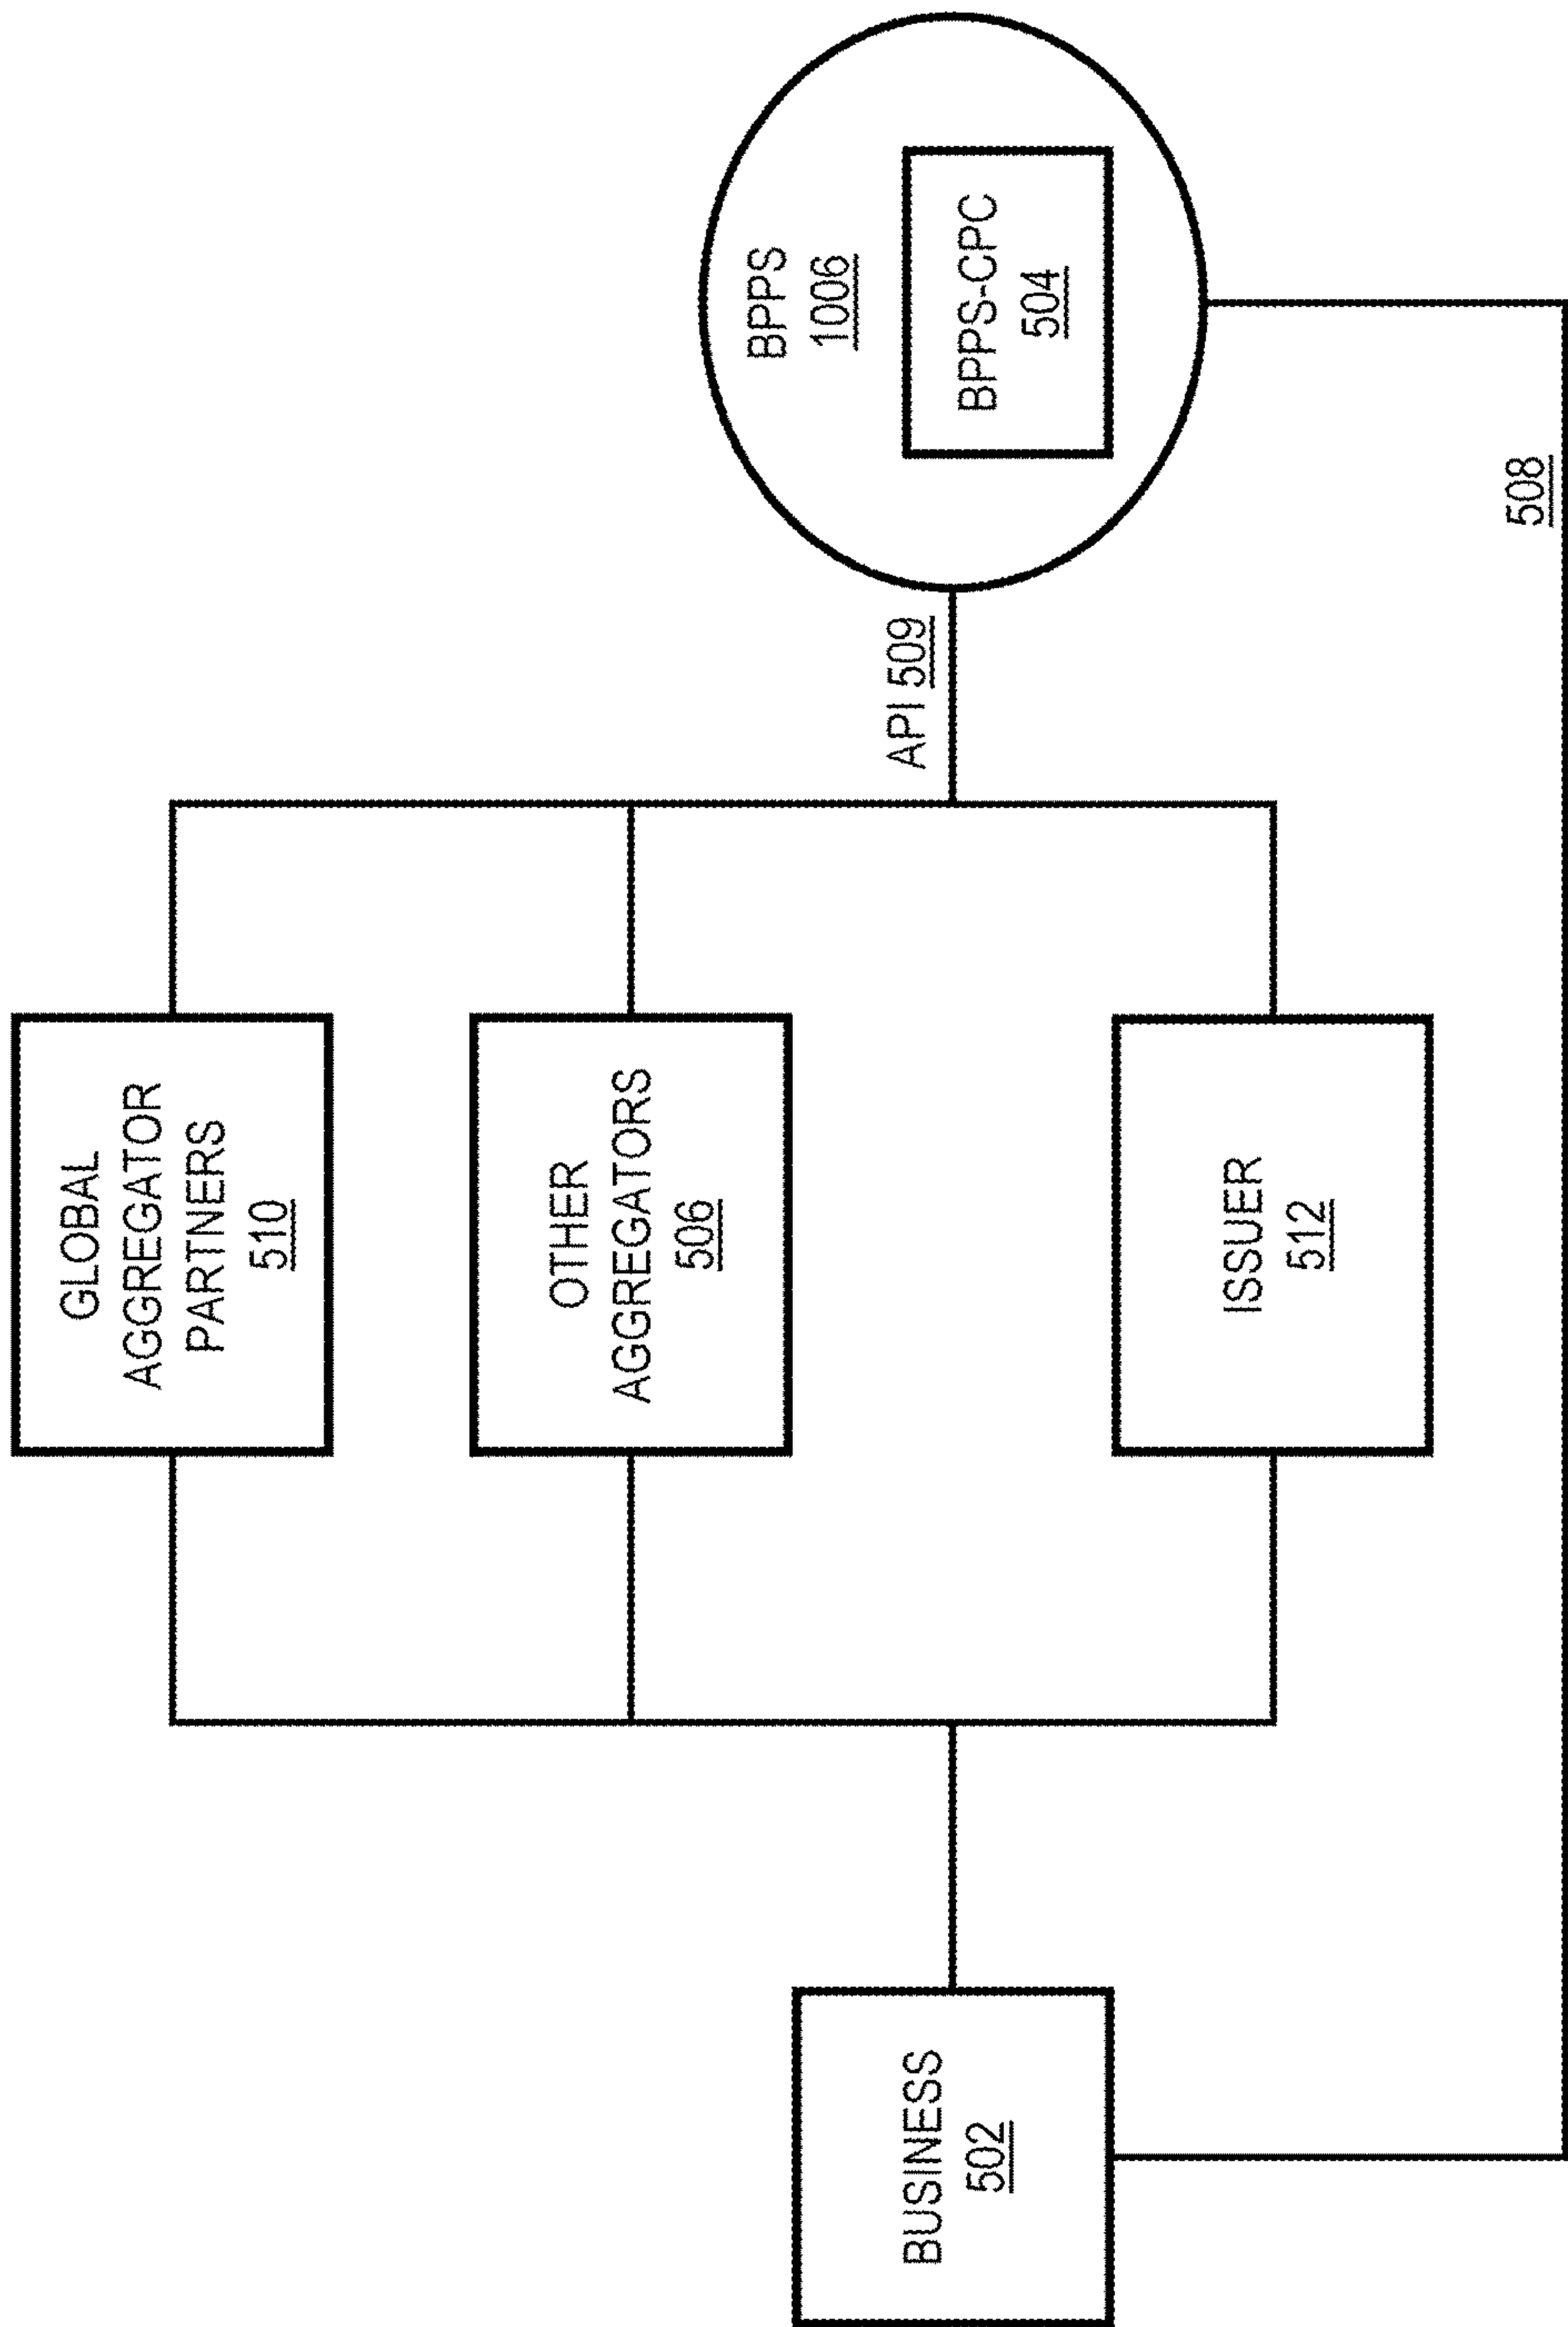 GLOBAL
AGGREGATOR
PARTNERS
510
OTHER
AGGREGATORS
506
ISSUER
512
BUSINESS
502
API 509
BPPS
1006
BPPS-CPC
504
508